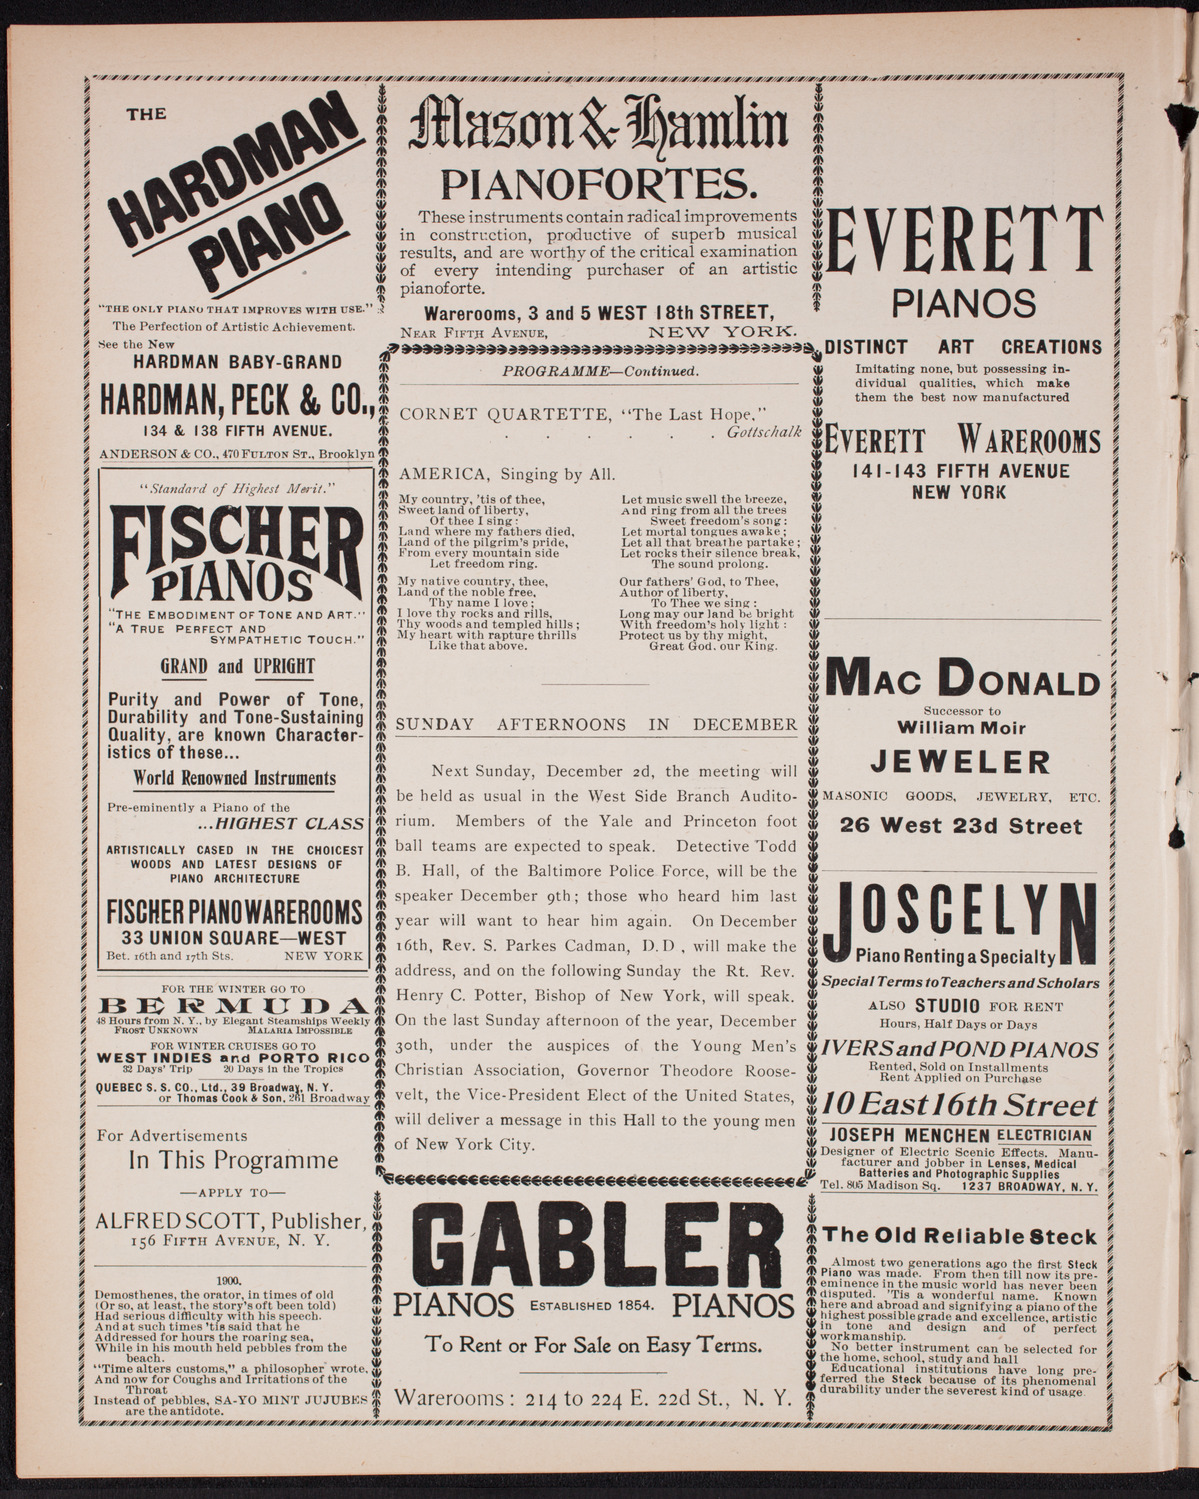 THE
HARDMAN
PIANO
"THE ONLY PIANO THAT IMPROVES WITH USE."
The Perfection of Artistic Achievement.
See the New
HARDMAN BABY-GRAND
HARDMAN, PECK & CO.,
134 & 138 FIFTH AVENUE.
ANDERSON & CO., 470 FULTON ST., Brooklyn
"Standard of Highest Merit."
FISCHER
PIANOS
"THE EMBODIMENT OF TONE AND ART."
"A TRUE PERFECT AND
SYMPATHETIC TOUCH."
GRAND and UPRIGHT
Purity and Power of Tone,
Durability and Tone-Sustaining
Quality, are known Character-
istics of these...
World Renowned Instruments
Pre-eminently a Piano of the
...HIGHEST CLASS
ARTISTICALLY CASED IN THE CHOICEST
WOODS AND LATEST DESIGNS OF
PIANO ARCHITECTURE
FISCHER PIANO WAREROOMS
33 UNION SQUARE—WEST
Bet. 16th and 17th Sts. NEW YORK
FOR THE WINTER GO TO
BERMUDA
48 Hours from N. Y., by Elegant Steamships Weekly
FROST UNKNOWN MALARIA IMPOSSIBLE
FOR WINTER CRUISES GO TO
WEST INDIES and PORTO RICO
32 Days' Trip 20 Days in the Tropics
QUEBEC S. S. CO., Ltd., 39 Broadway, N. Y.
or Thomas Cook & Son, 261 Broadway
For Advertisements
In This Programme
—APPLY TO—
ALFRED SCOTT, Publisher,
156 FIFTH AVENUE, N. Y.
1900.
Demosthenes, the orator, in times of old
(Or so, at least, the story's oft been told)
Had serious difficulty with his speech.
And at such times 'tis said that he
Addressed for hours the roaring sea,
While in his mouth held pebbles from the
beach.
"Time alters customs," a philosopher wrote,
And now for Coughs and Irritations of the
Throat
Instead of pebbles, SA-YO MINT JUJUBES
are the antidote.
Mason & Hamlin
PIANOFORTES.
These instruments contain radical improvements
in construction, productive of superb musical
results, and are worthy of the critical examination
of every intending purchaser of an artistic
pianoforte.
Warerooms, 3 and 5 WEST 18th STREET,
NEAR FIFTH AVENUE, NEW YORK.
PROGRAMME—Continued.
CORNET QUARTETTE, "The Last Hope,"
. . . . . . Gottschalk
AMERICA, Singing by All.
My country, 'tis of thee,
Sweet land of liberty,
Of thee I sing:
Land where my fathers died,
Land of the pilgrim's pride,
From every mountain side
Let freedom ring.
My native country, thee,
Land of the noble free,
Thy name I love;
I love thy rocks and rills,
Thy woods and templed hills;
My heart with rapture thrills
Like that above.
Let music swell the breeze,
And ring from all the trees
Sweet freedom's song:
Let mortal tongues awake;
Let all that breathe partake;
Let rocks their silence break,
The sound prolong.
Our fathers' God, to Thee,
Author of liberty,
To Thee we sing:
Long may our land be bright
With freedom's holy light:
Protect us by thy might,
Great God, our King.
SUNDAY AFTERNOONS IN DECEMBER
Next Sunday, December 2d, the meeting will
be held as usual in the West Side Branch Audito-
rium. Members of the Yale and Princeton foot
ball teams are expected to speak. Detective Todd
B. Hall, of the Baltimore Police Force, will be the
speaker December 9th; those who heard him last
year will want to hear him again. On December
16th, Rev. S. Parkes Cadman, D.D, will make the
address, and on the following Sunday the Rt. Rev.
Henry C. Potter, Bishop of New York, will speak.
On the last Sunday afternoon of the year, December
30th, under the auspices of the Young Men's
Christian Association, Governor Theodore Roose-
velt, the Vice-President Elect of the United States,
will deliver a message in this Hall to the young men
of New York City.
GABLER
PIANOS ESTABLISHED 1854. PIANOS
To Rent or For Sale on Easy Terms.
Warerooms: 214 to 224 E. 22d St., N. Y.
EVERETT
PIANOS
DISTINCT ART CREATIONS
Imitating none, but possessing in-
dividual qualities, which make
them the best now manufactured
EVERETT WAREROOMS
141-143 FIFTH AVENUE
NEW YORK
MAC DONALD
Successor to
William Moir
JEWELER
MASONIC GOODS, JEWELRY, ETC.
26 West 23d Street
JOSCELYN
Piano Renting a Specialty
Special Terms to Teachers and Scholars
ALSO STUDIO FOR RENT
Hours, Half Days or Days
IVERS and POND PIANOS
Rented, Sold on Installments
Rent Applied on Purchase
10 East 16th Street
JOSEPH MENCHEN ELECTRICIAN
Designer of Electric Scenic Effects. Manu-
facturer and jobber in Lenses, Medical
Batteries and Photographic Supplies
Tel. 805 Madison Sq. 1237 BROADWAY, N. Y.
The Old Reliable Steck
Almost two generations ago the first Steck
Piano was made. From then till now its pre-
eminence in the music world has never been
disputed. 'Tis a wonderful name. Known
here and abroad and signifying a piano of the
highest possible grade and excellence, artistic
in tone and design and of perfect
workmanship.
No better instrument can be selected for
the home, school, study and hall
Educational institutions have long pre-
ferred the Steck because of its phenomenal
durability under the severest kind of usage